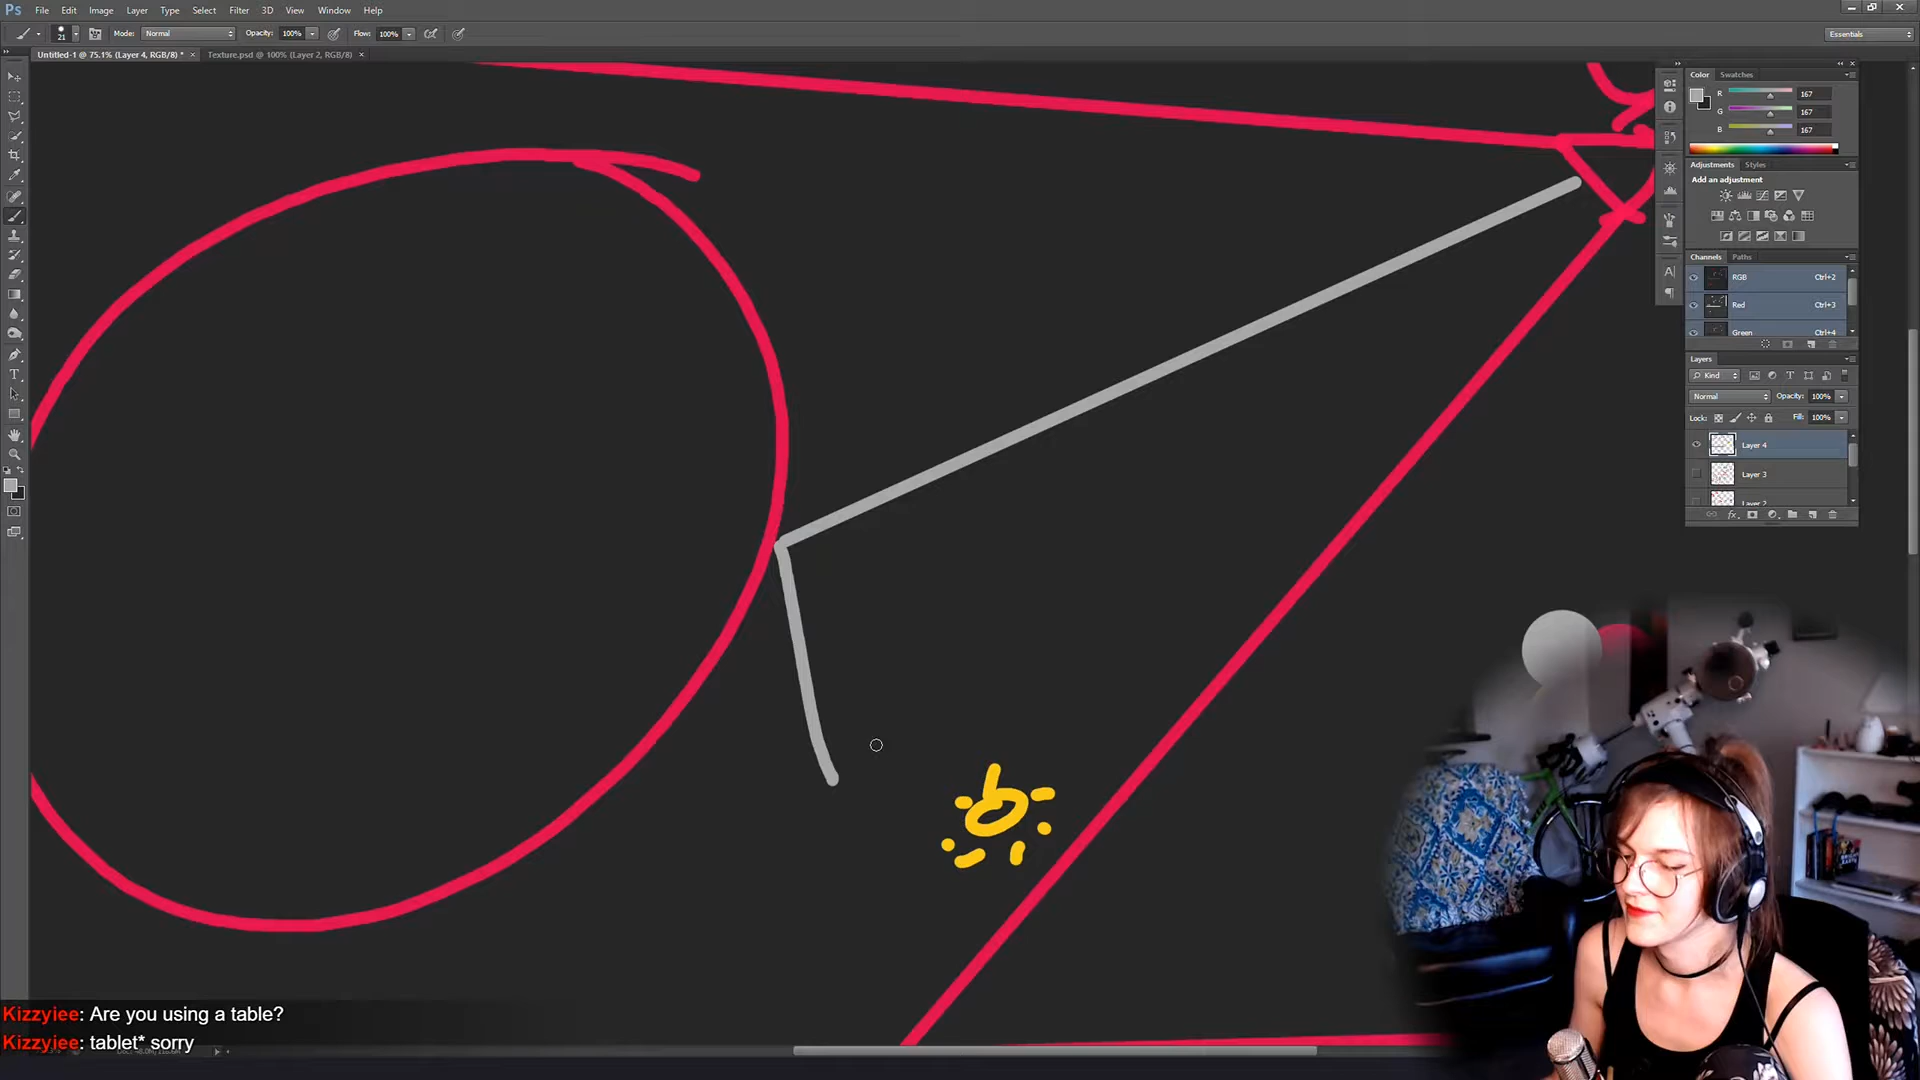 Ps File Edit Image Layer Type Select Filter 3D View Window Help
21 Mode: Normal Opacity: 100% Flow: 100% Essentials
Untitled-1 @ 75.1% (Layer 4, RGB/8) * × Texture.psd @ 100% (Layer 2, RGB/8) ×
Color Swatches
R 167
G 167
B 167
Adjustments Styles
Add an adjustment
Channels Paths
RGB Ctrl+2
Red Ctrl+3
Green Ctrl+4
Layers
Kind
Normal Opacity: 100%
Lock: Fill: 100%
Layer 4
Layer 3
Layer 2
Kizzyiee: Are you using a table?
Kizzyiee: tablet* sorry